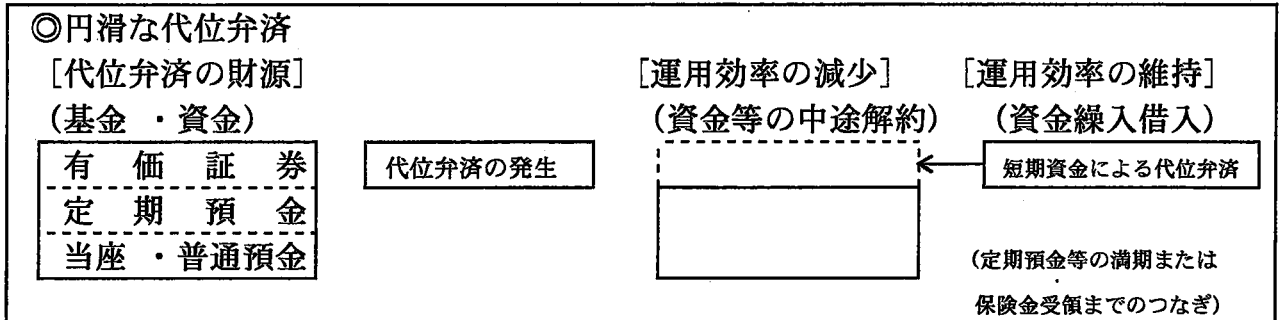 ◎円滑な代位弁済
［代位弁済の財源］ ［運用効率の減少］ ［運用効率の維持］
（基金・資金） （資金等の中途解約） （資金繰入借入）
有価証券 代位弁済の発生 短期資金による代位弁済
定期預金
当座・普通預金
（定期預金等の満期または
保険金受領までのつなぎ）